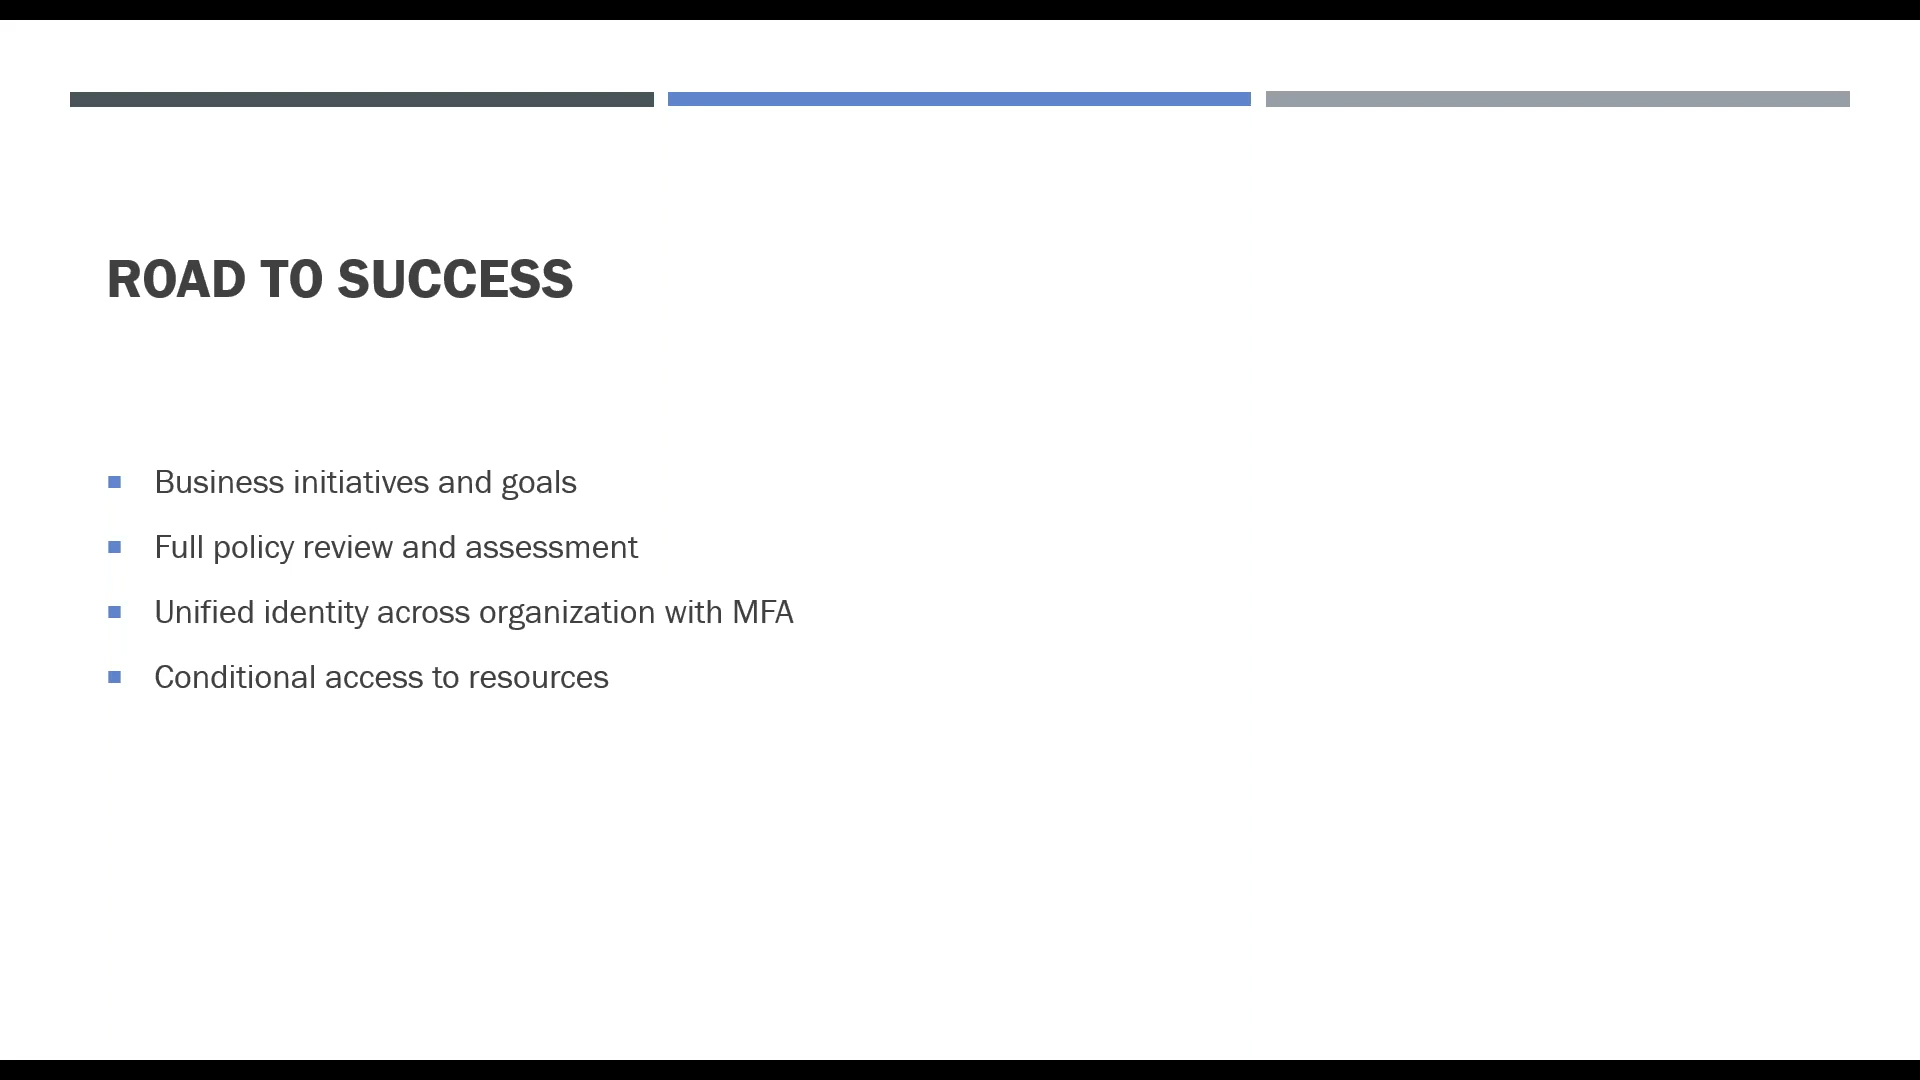 ROAD TO SUCCESS
Business initiatives and goals
Full policy review and assessment
Unified identity across organization with MFA
Conditional access to resources